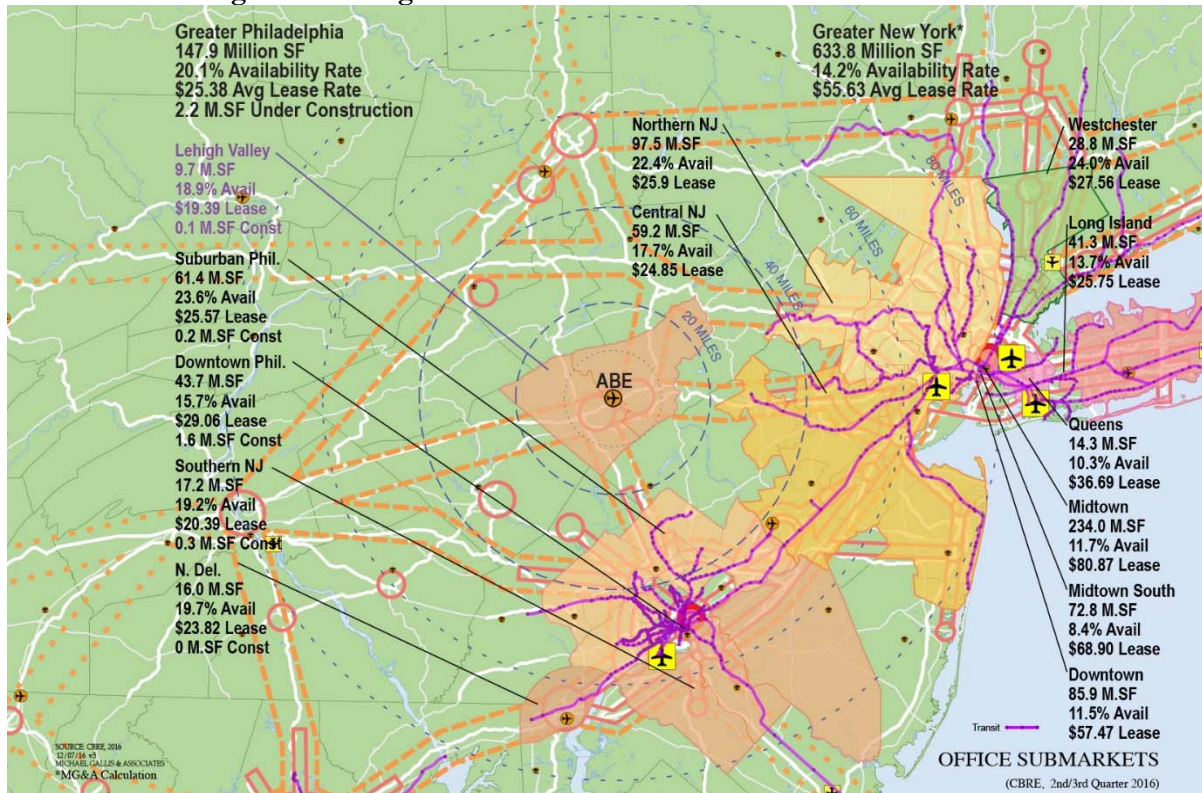 Greater Philadelphia
147.9 Million SF
20.1% Availability Rate
$25.38 Avg Lease Rate
2.2 M.SF Under Construction
Greater New York*
633.8 Million SF
14.2% Availability Rate
$55.63 Avg Lease Rate
Lehigh Valley
9.7 M.SF
18.9% Avail
$19.39 Lease
0.1 M.SF Const
Suburban Phil.
61.4 M.SF
23.6% Avail
$25.57 Lease
0.2 M.SF Const
Downtown Phil.
43.7 M.SF
15.7% Avail
$29.06 Lease
1.6 M.SF Const
Southern NJ
17.2 M.SF
19.2% Avail
$20.39 Lease
0.3 M.SF Const
N. Del.
16.0 M.SF
19.7% Avail
$23.82 Lease
0 M.SF Const
Northern NJ
97.5 M.SF
22.4% Avail
$25.9 Lease
Central NJ
59.2 M.SF
17.7% Avail
$24.85 Lease
80 MILES
60 MILES
40 MILES
20 MILES
ABE
Westchester
28.8 M.SF
24.0% Avail
$27.56 Lease
Long Island
41.3 M.SF
13.7% Avail
$25.75 Lease
Queens
14.3 M.SF
10.3% Avail
$36.69 Lease
Midtown
234.0 M.SF
11.7% Avail
$80.87 Lease
Midtown South
72.8 M.SF
8.4% Avail
$68.90 Lease
Downtown
85.9 M.SF
11.5% Avail
$57.47 Lease
Transit
OFFICE SUBMARKETS
(CBRE, 2nd/3rd Quarter 2016)
SOURCE: CBRE, 2016
12/07/16 v3
MICHAEL GALLIS & ASSOCIATES
*MG&A Calculation